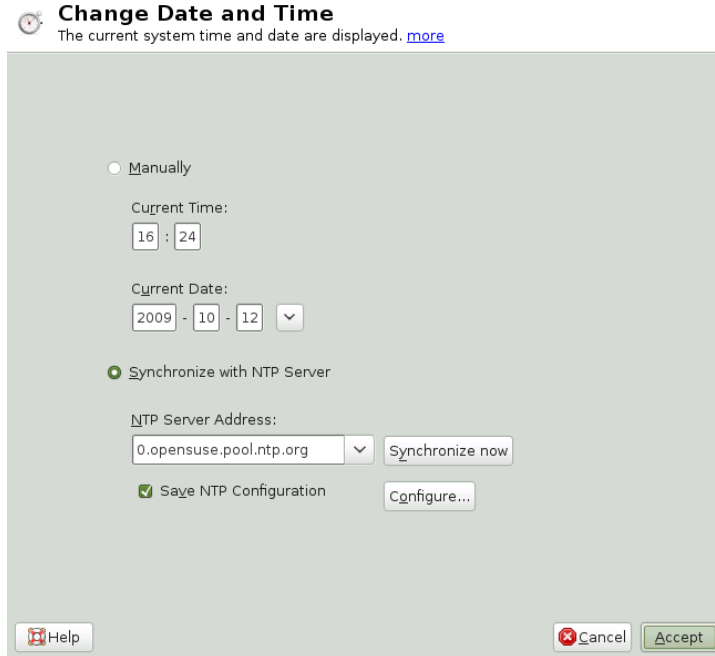 Change Date and Time
The current system time and date are displayed. more
Manually
Current Time:
16 : 24
Current Date:
2009 - 10 - 12
Synchronize with NTP Server
NTP Server Address:
0.opensuse.pool.ntp.org Synchronize now
Save NTP Configuration Configure...
Help Cancel Accept